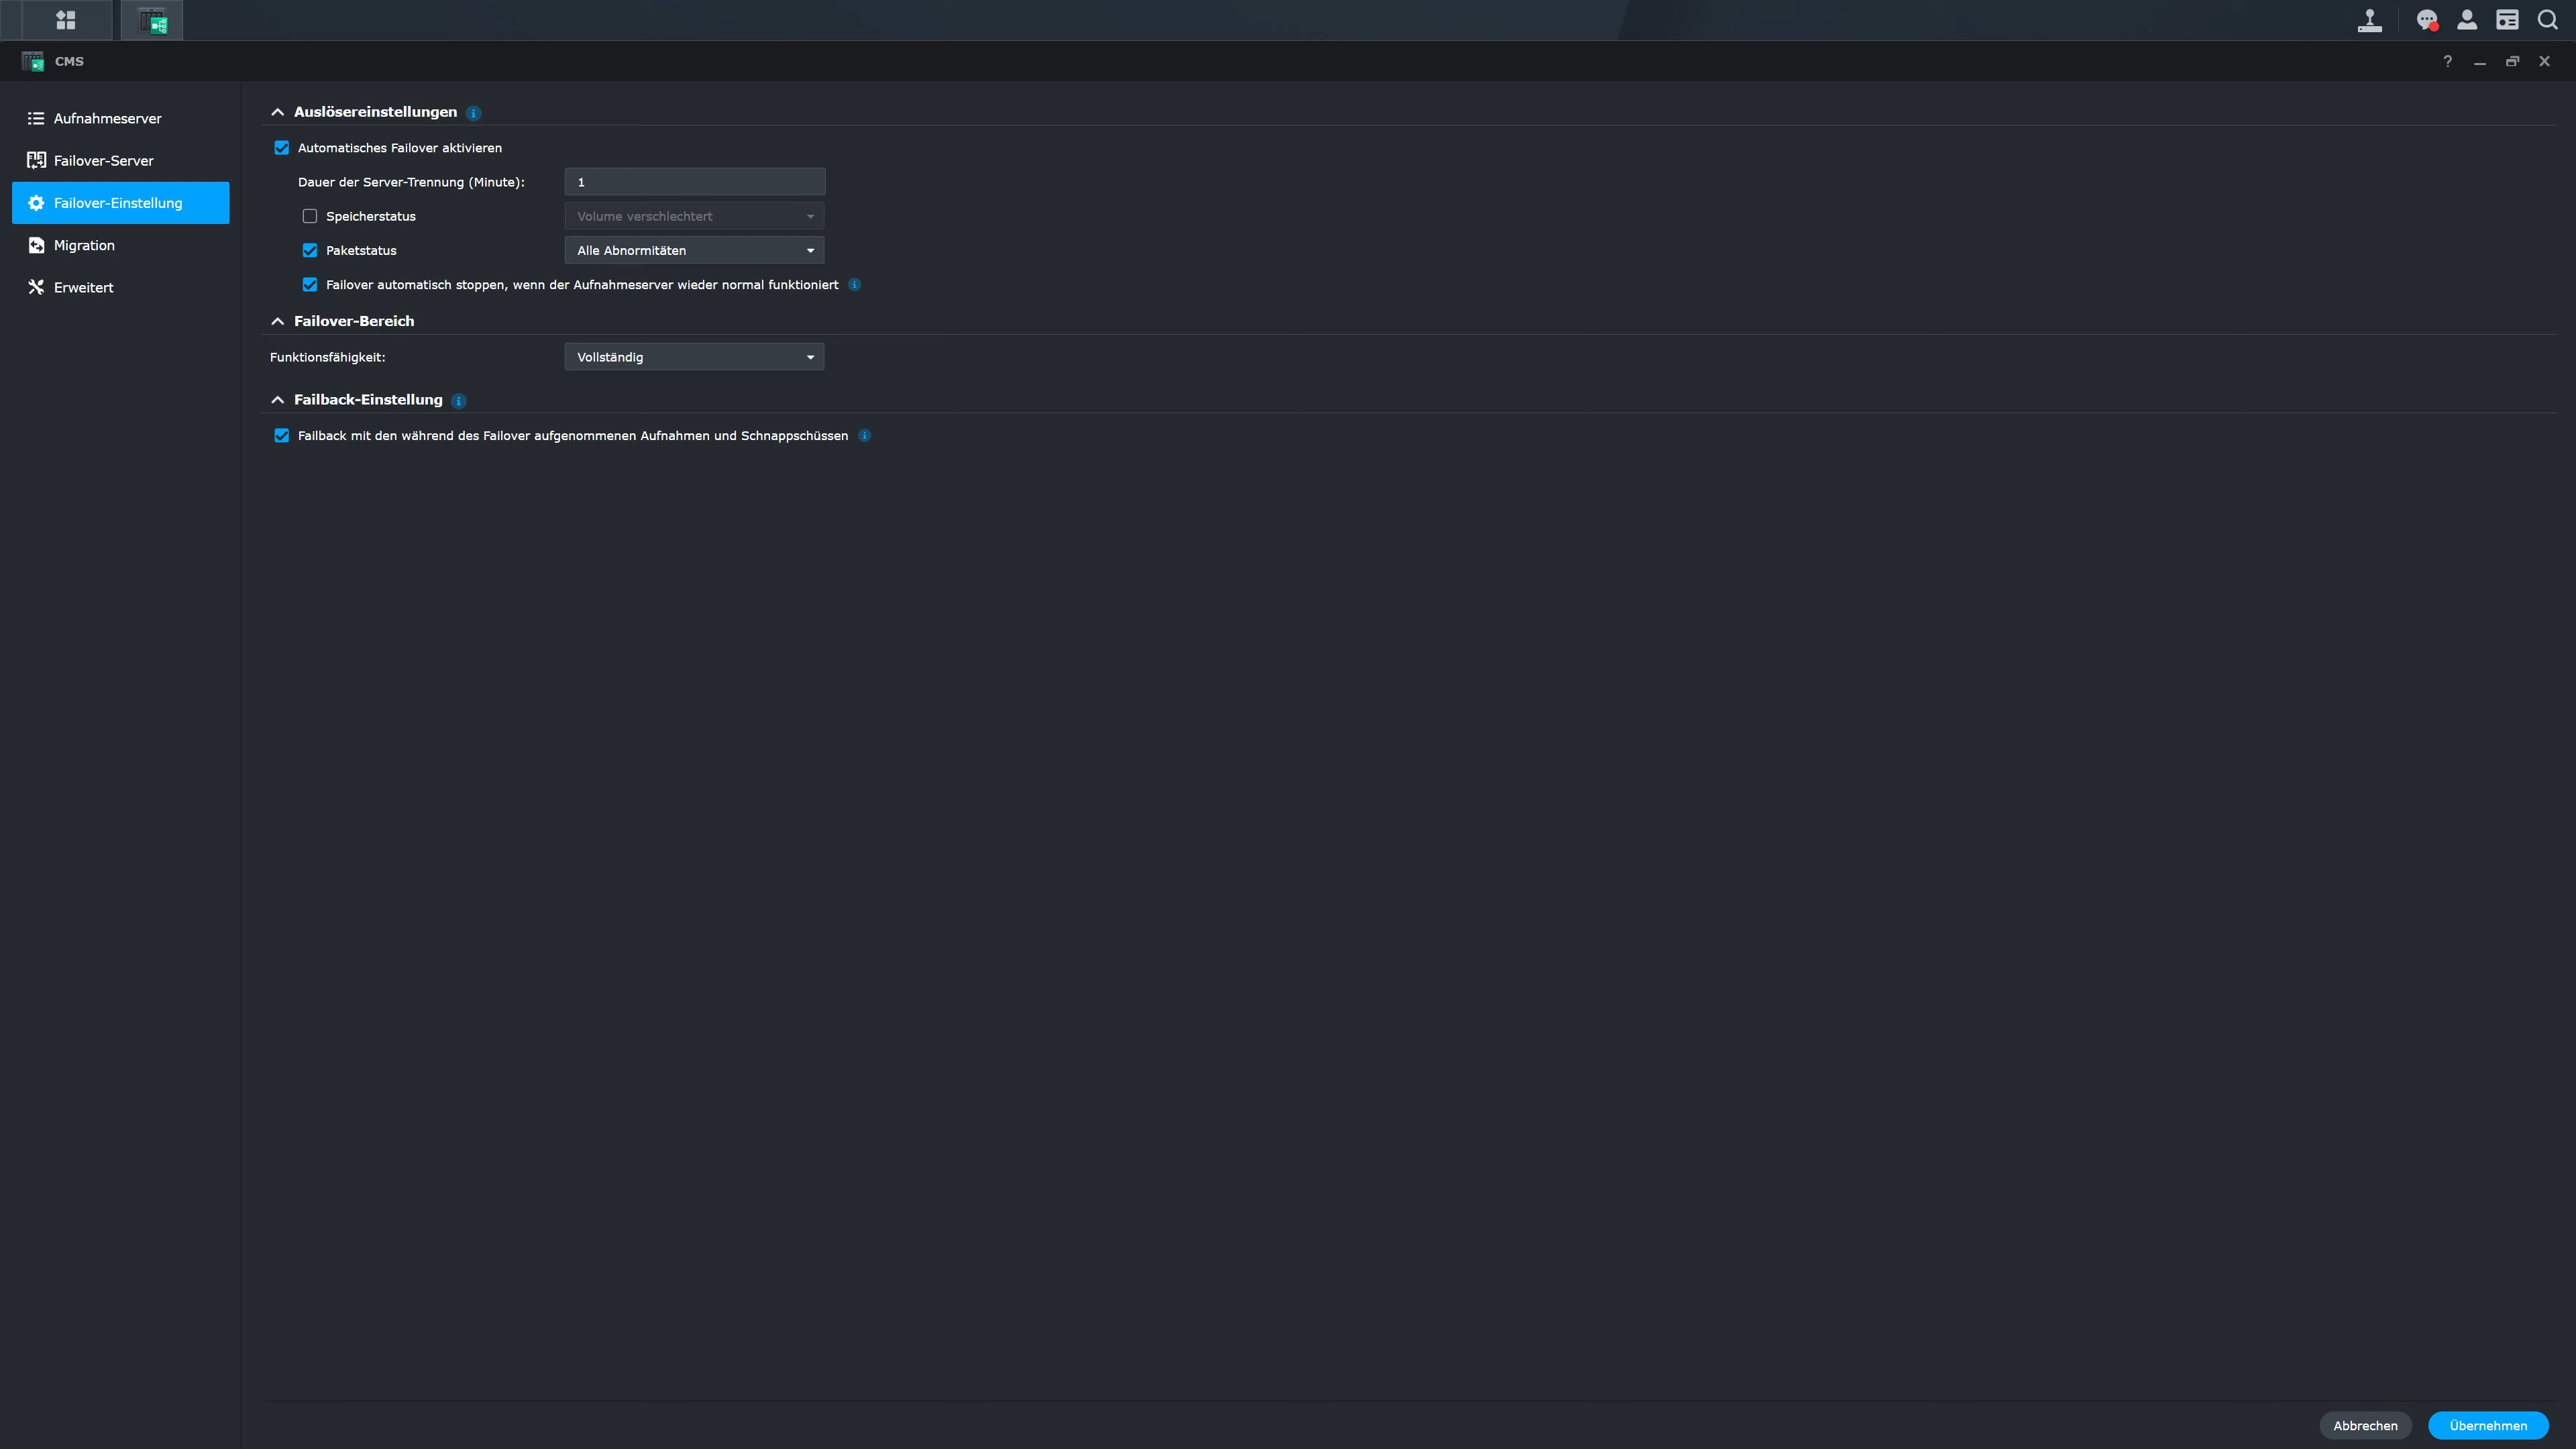 CMS
?
Aufnahmeserver
Failover-Server
Failover-Einstellung
Migration
Erweitert
Auslösereinstellungen i
Automatisches Failover aktivieren
Dauer der Server-Trennung (Minute): 1
Speicherstatus Volume verschlechtert
Paketstatus Alle Abnormitäten
Failover automatisch stoppen, wenn der Aufnahmeserver wieder normal funktioniert i
Failover-Bereich
Funktionsfähigkeit: Vollständig
Failback-Einstellung i
Failback mit den während des Failover aufgenommenen Aufnahmen und Schnappschüssen i
Abbrechen Übernehmen